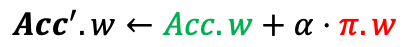 Acc′.w ← Acc.w + α · π.w